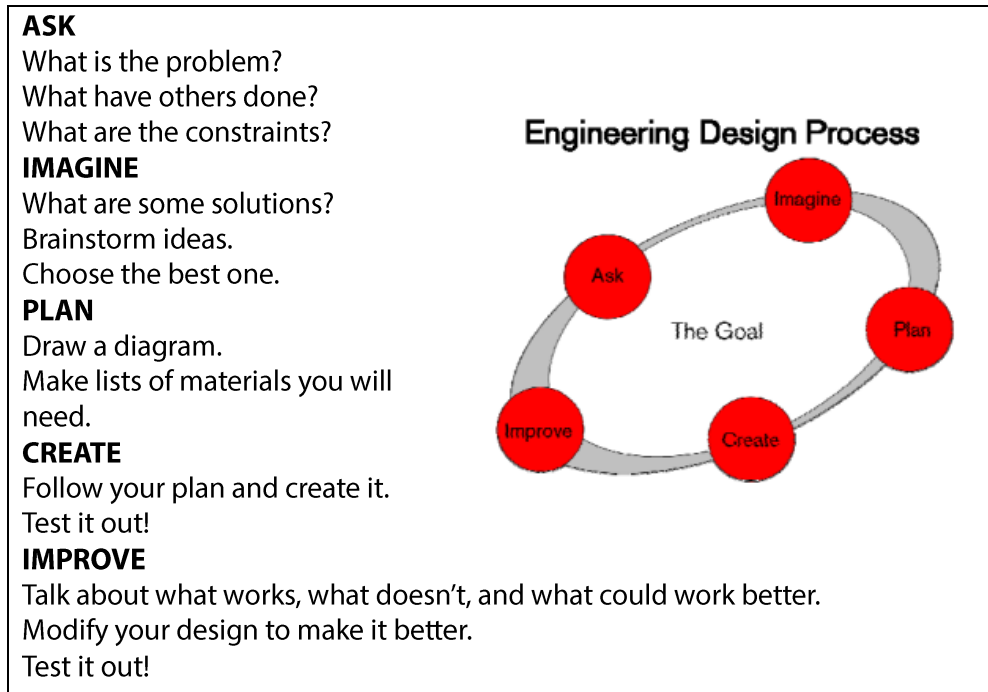 ASK
What is the problem?
What have others done?
What are the constraints?
IMAGINE
What are some solutions?
Brainstorm ideas.
Choose the best one.
PLAN
Draw a diagram.
Make lists of materials you will
need.
CREATE
Follow your plan and create it.
Test it out!
IMPROVE
Talk about what works, what doesn’t, and what could work better.
Modify your design to make it better.
Test it out!
Engineering Design Process
Imagine
Ask
The Goal
Plan
Improve
Create